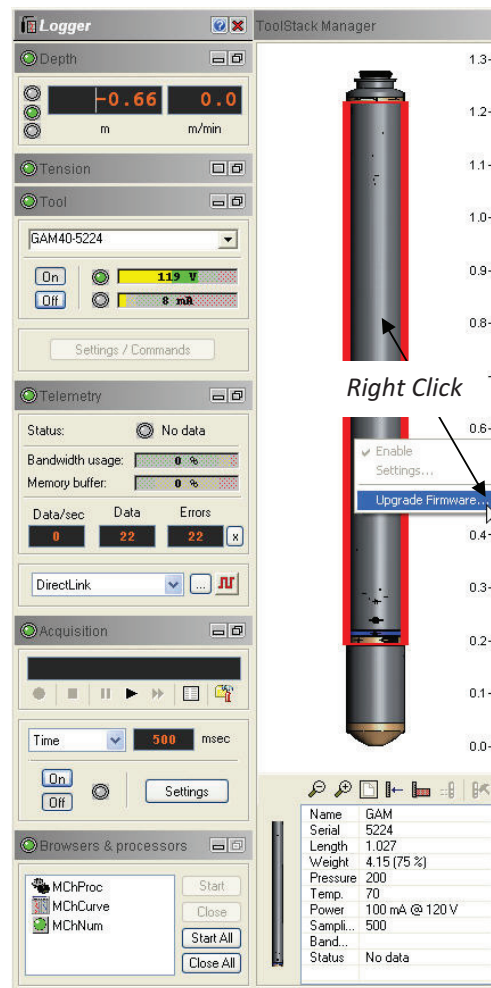 Logger
ToolStack Manager
Depth
-0.66 0.0
m m/min
Tension
Tool
GAM40-5224
On 119 V
Off 8 mA
Settings / Commands
Telemetry
Status: No data
Bandwidth usage: 0 %
Memory buffer: 0 %
Data/sec Data Errors
0 22 22 x
DirectLink ...
Acquisition
Time 500 msec
On
Off
Settings
Browsers & processors
MChProc
MChCurve
MChNum
Start
Close
Start All
Close All
1.3-
1.2-
1.1-
1.0-
0.9-
0.8-
Right Click
0.6-
Enable
Settings...
Upgrade Firmware...
0.4-
0.3-
0.2-
0.1-
0.0-
Name GAM
Serial 5224
Length 1.027
Weight 4.15 (75 %)
Pressure 200
Temp. 70
Power 100 mA @ 120 V
Sampli... 500
Band...
Status No data